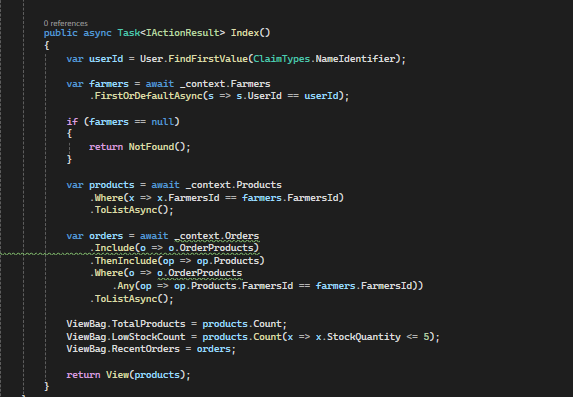 0 references
public async Task<IActionResult> Index()
{
var userId = User.FindFirstValue(ClaimTypes.NameIdentifier);
var farmers = await _context.Farmers
.FirstOrDefaultAsync(s => s.UserId == userId);
if (farmers == null)
{
return NotFound();
}
var products = await _context.Products
.Where(x => x.FarmersId == farmers.FarmersId)
.ToListAsync();
var orders = await _context.Orders
.Include(o => o.OrderProducts)
.ThenInclude(op => op.Products)
.Where(o => o.OrderProducts
.Any(op => op.Products.FarmersId == farmers.FarmersId))
.ToListAsync();
ViewBag.TotalProducts = products.Count;
ViewBag.LowStockCount = products.Count(x => x.StockQuantity <= 5);
ViewBag.RecentOrders = orders;
return View(products);
}